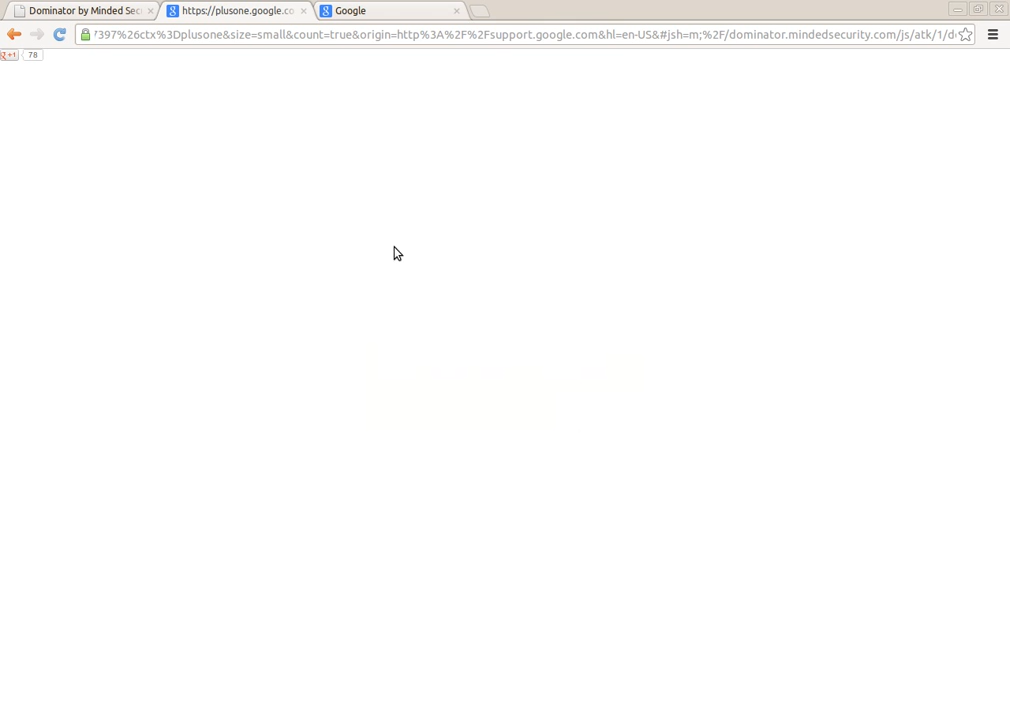 Dominator by Minded Sec
https://plusone.google.co
Google
?397%26ctx%3Dplusone&size=small&count=true&origin=http%3A%2F%2Fsupport.google.com&hl=en-US&#jsh=m;%2F/dominator.mindedsecurity.com/js/atk/1/d
+1 78